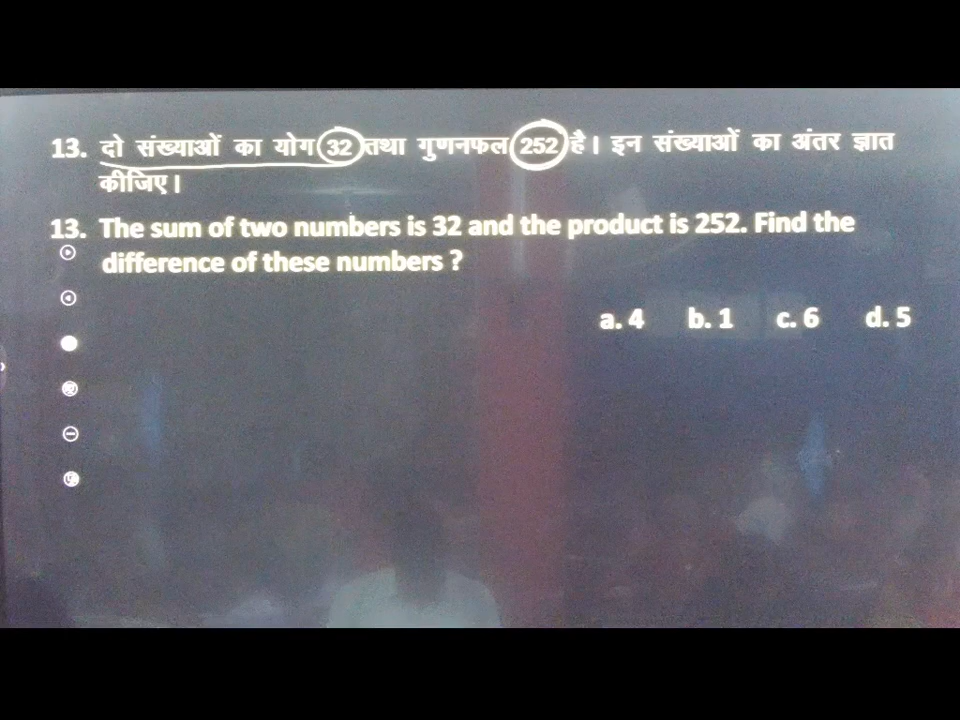 13. दो संख्याओं का योग 32 तथा गुणनफल 252 है। इन संख्याओं का अंतर ज्ञात
कीजिए।
13. The sum of two numbers is 32 and the product is 252. Find the
difference of these numbers ?
a. 4 b. 1 c. 6 d. 5